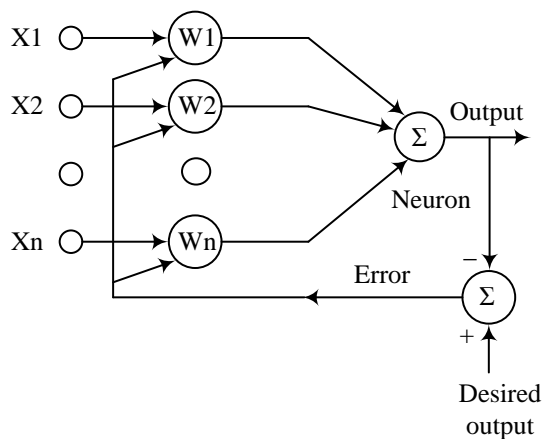 X1
W1
X2
W2
Σ
Output
Neuron
Xn
Wn
−
Error
Σ
+
Desired
output